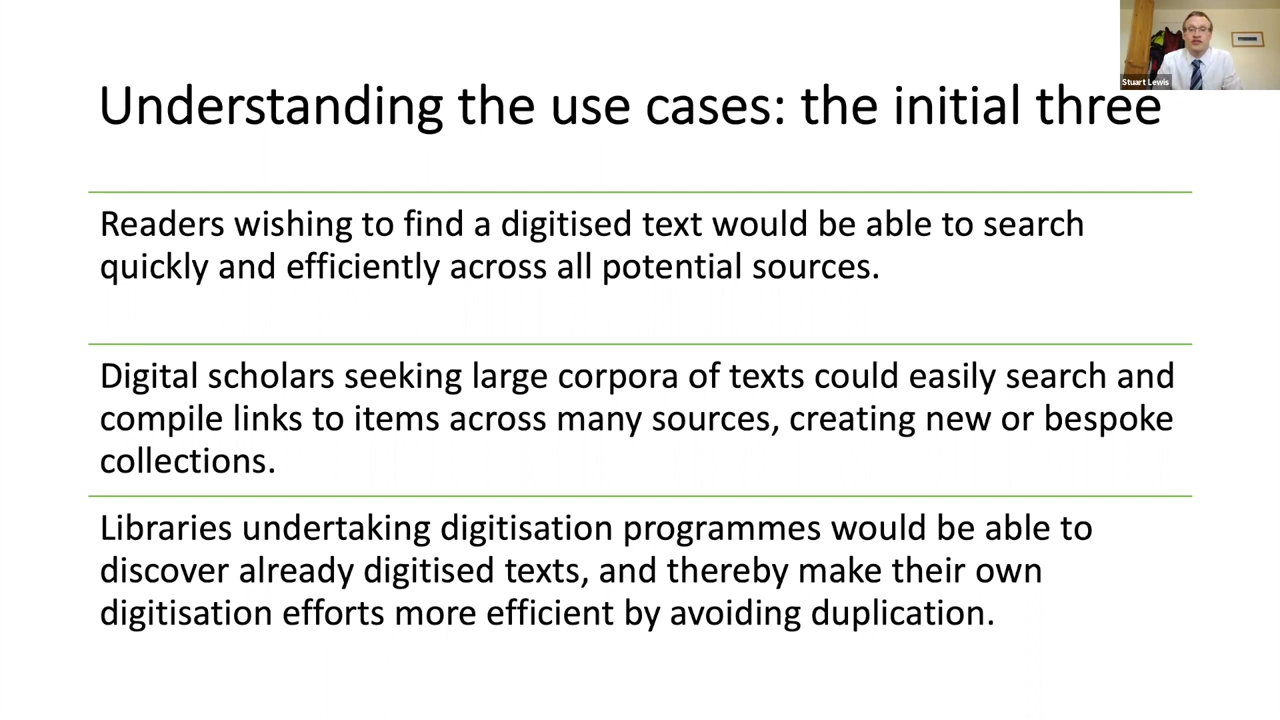 Stuart Lewis
Understanding the use cases: the initial three
Readers wishing to find a digitised text would be able to search
quickly and efficiently across all potential sources.
Digital scholars seeking large corpora of texts could easily search and
compile links to items across many sources, creating new or bespoke
collections.
Libraries undertaking digitisation programmes would be able to
discover already digitised texts, and thereby make their own
digitisation efforts more efficient by avoiding duplication.